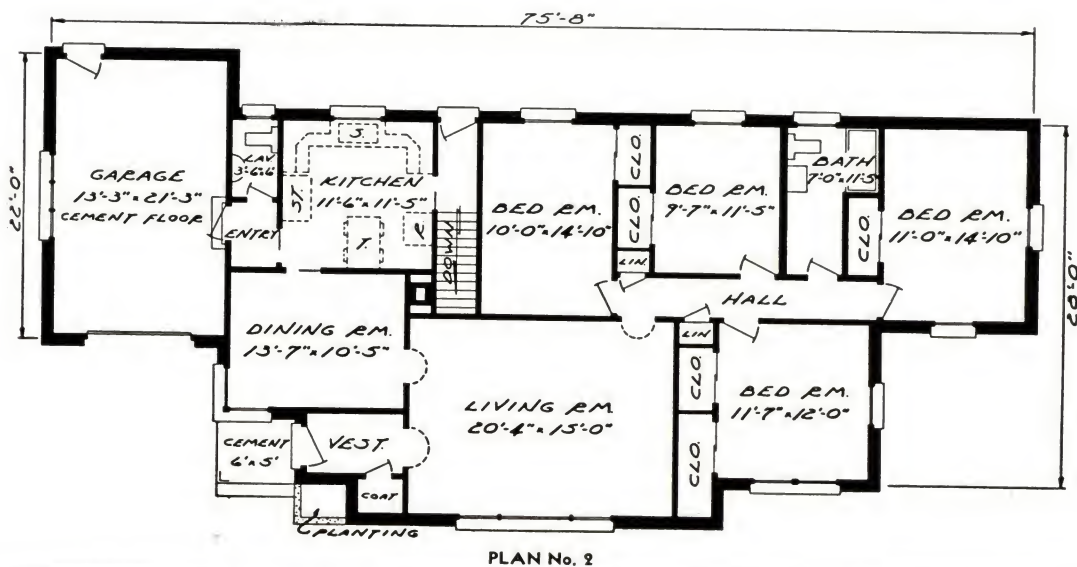 75'-8"
22'-0"
GARAGE
13'-3" x 21'-3"
CEMENT FLOOR
LAV
3'-6x6'
ENTRY
S.
ST.
KITCHEN
11'-6" x 11'-5"
T.
R.
DOWN
BED RM.
10'-0" x 14'-10"
CLO.
CLO.
LIN.
BED RM.
9'-7" x 11'-5"
BATH
7'-0" x 11'-5"
CLO.
BED RM.
11'-0" x 14'-10"
28'-0"
HALL
DINING RM.
13'-7" x 10'-5"
LIVING RM.
20'-4" x 15'-0"
LIN
CLO.
CLO.
BED RM.
11'-7" x 12'-0"
CEMENT
6' x 5'
VEST.
COAT
PLANTING
PLAN No. 2